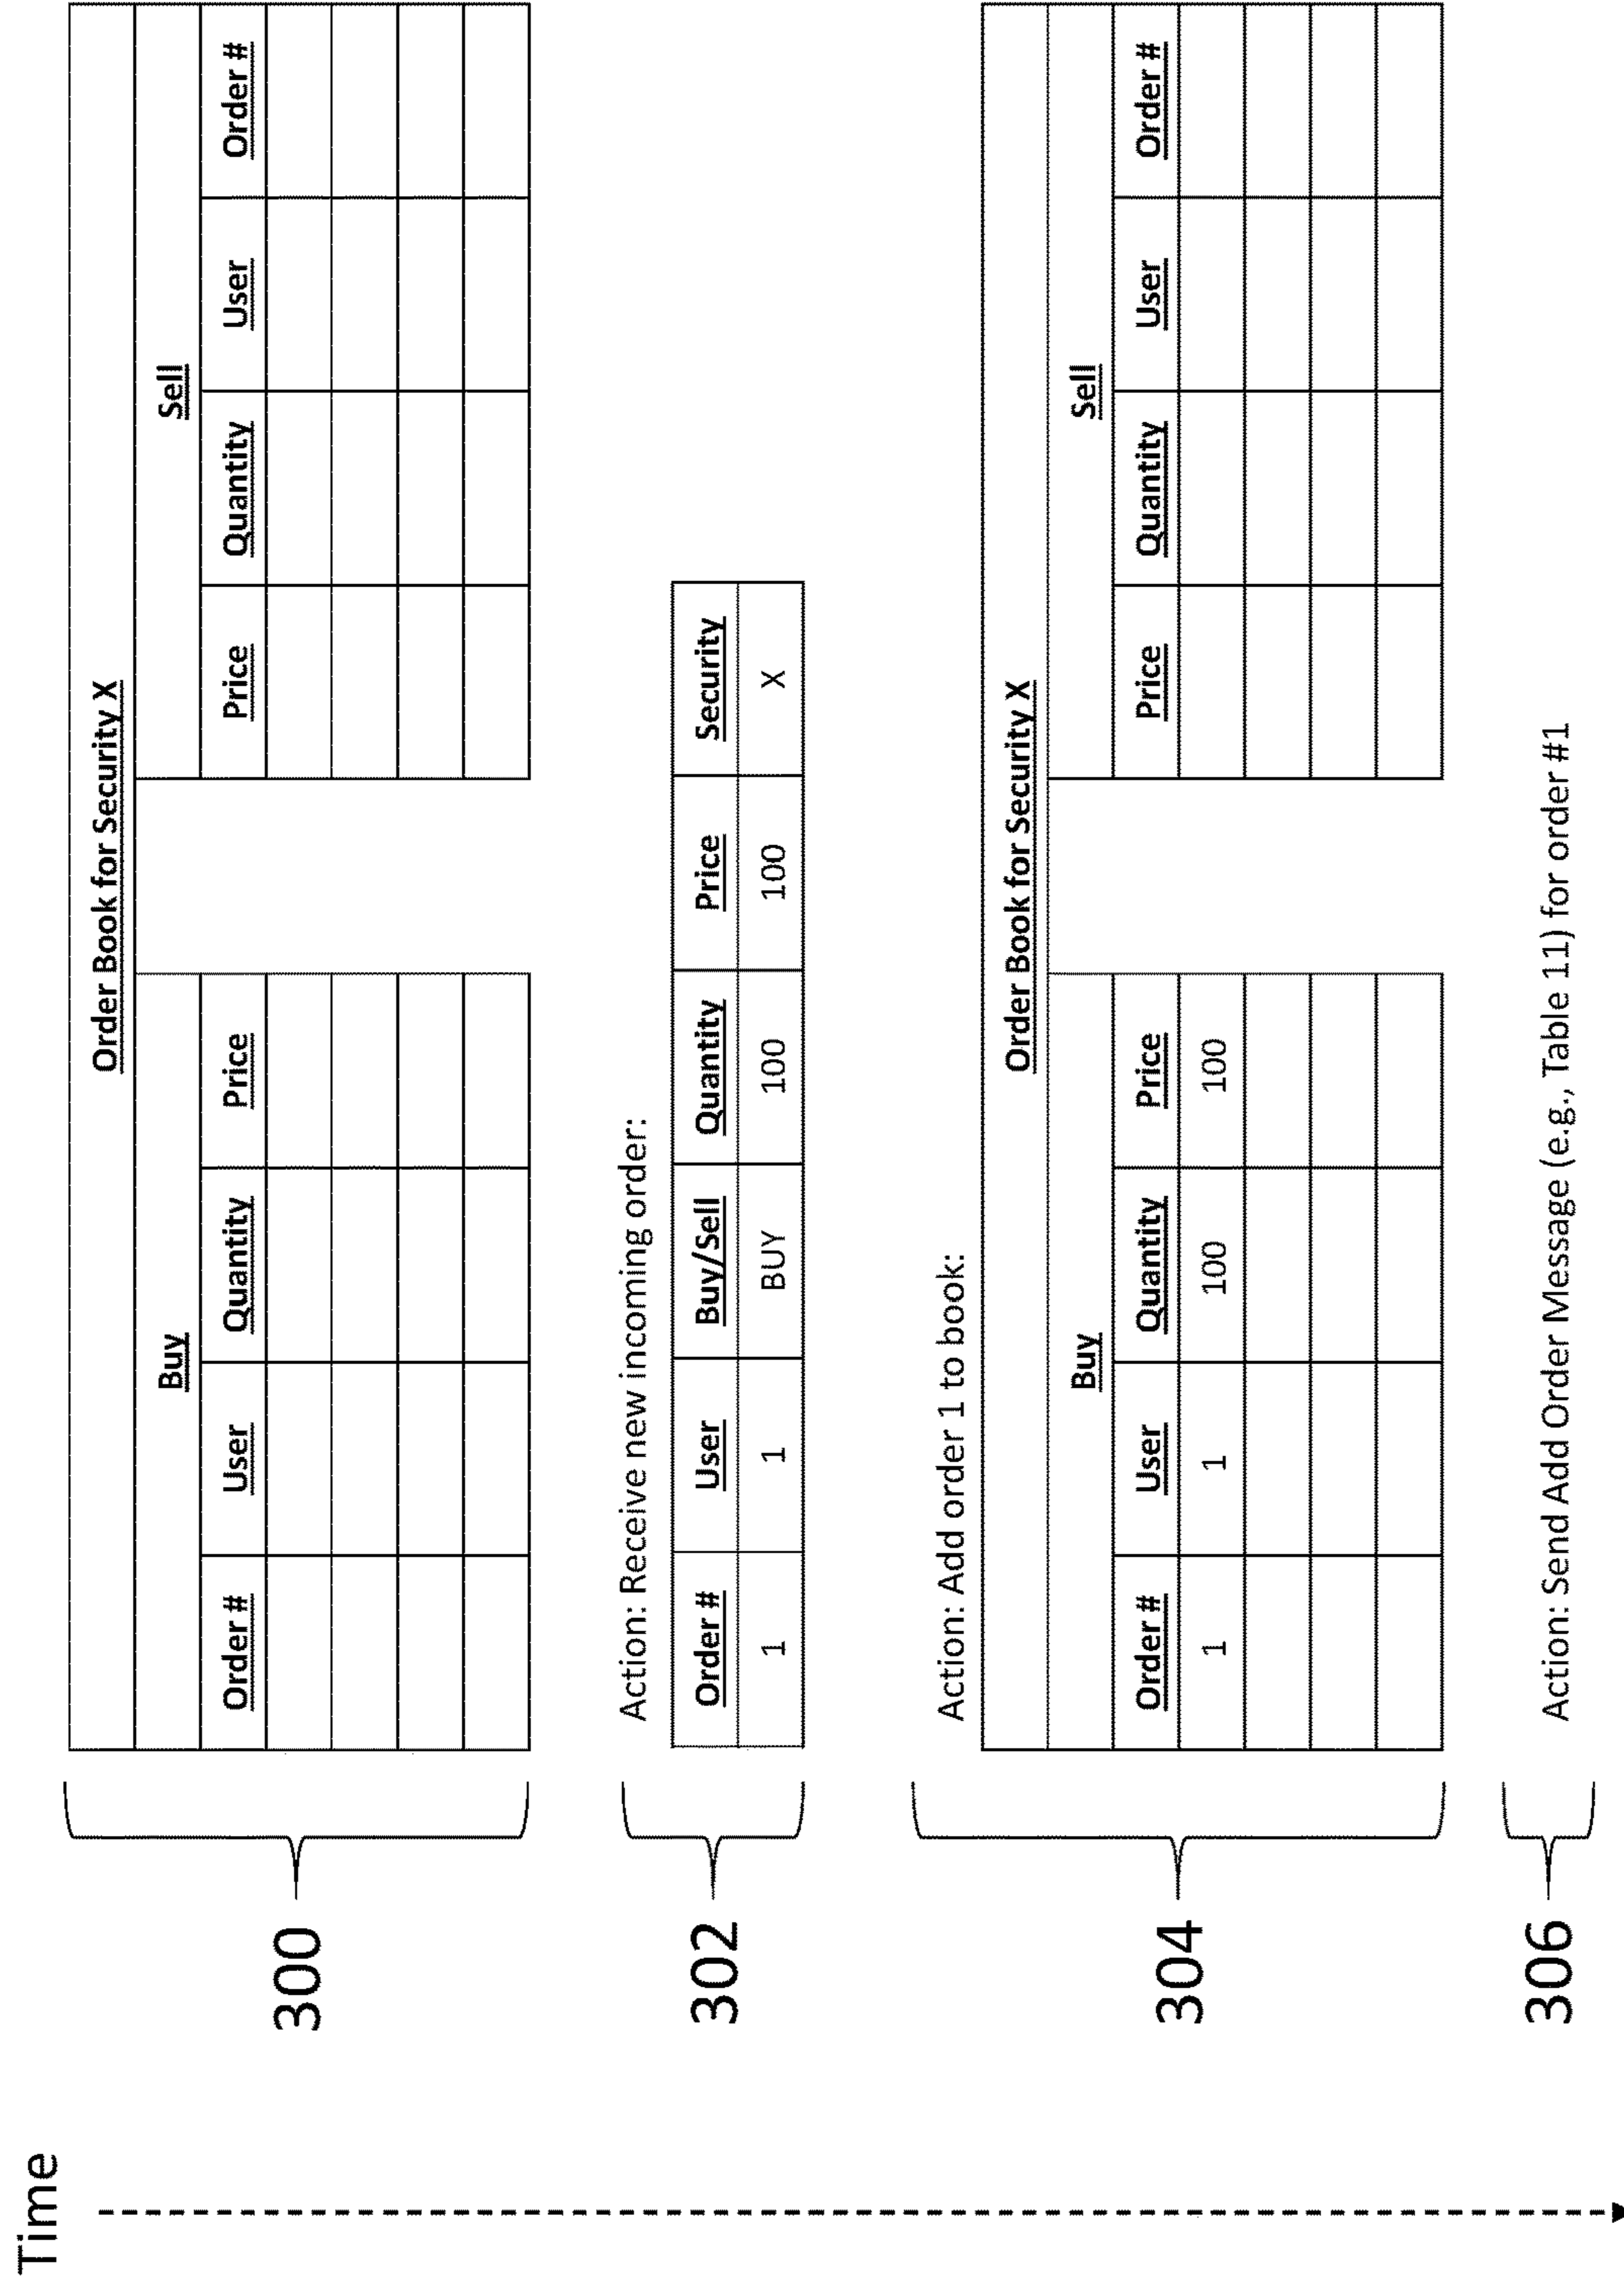 Time
300
Order Book for Security X
Buy Sell
Order # User Quantity Price Price Quantity User Order #
302
Action: Receive new incoming order:
Order # User Buy/Sell Quantity Price Security
1 1 BUY 100 100 X
304
Action: Add order 1 to book:
Order Book for Security X
Buy Sell
Order # User Quantity Price Price Quantity User Order #
1 1 100 100
306
Action: Send Add Order Message (e.g., Table 11) for order #1